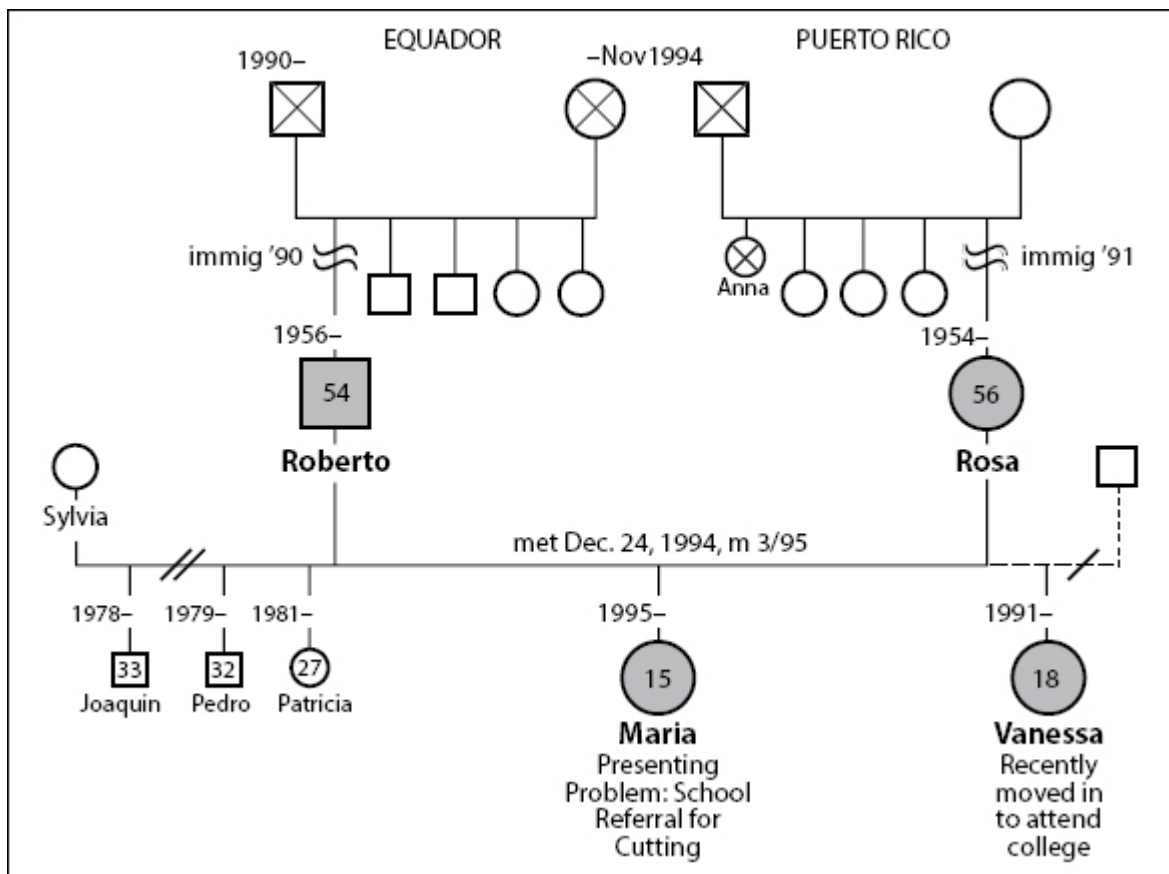 EQUADOR
PUERTO RICO
1990–
–Nov1994
immig ’90
immig ’91
Anna
1956–
1954–
54
56
Roberto
Rosa
Sylvia
met Dec. 24, 1994, m 3/95
1978–
1979–
1981–
1995–
1991–
33
32
27
15
18
Joaquin
Pedro
Patricia
Maria
Presenting
Problem: School
Referral for
Cutting
Vanessa
Recently
moved in
to attend
college